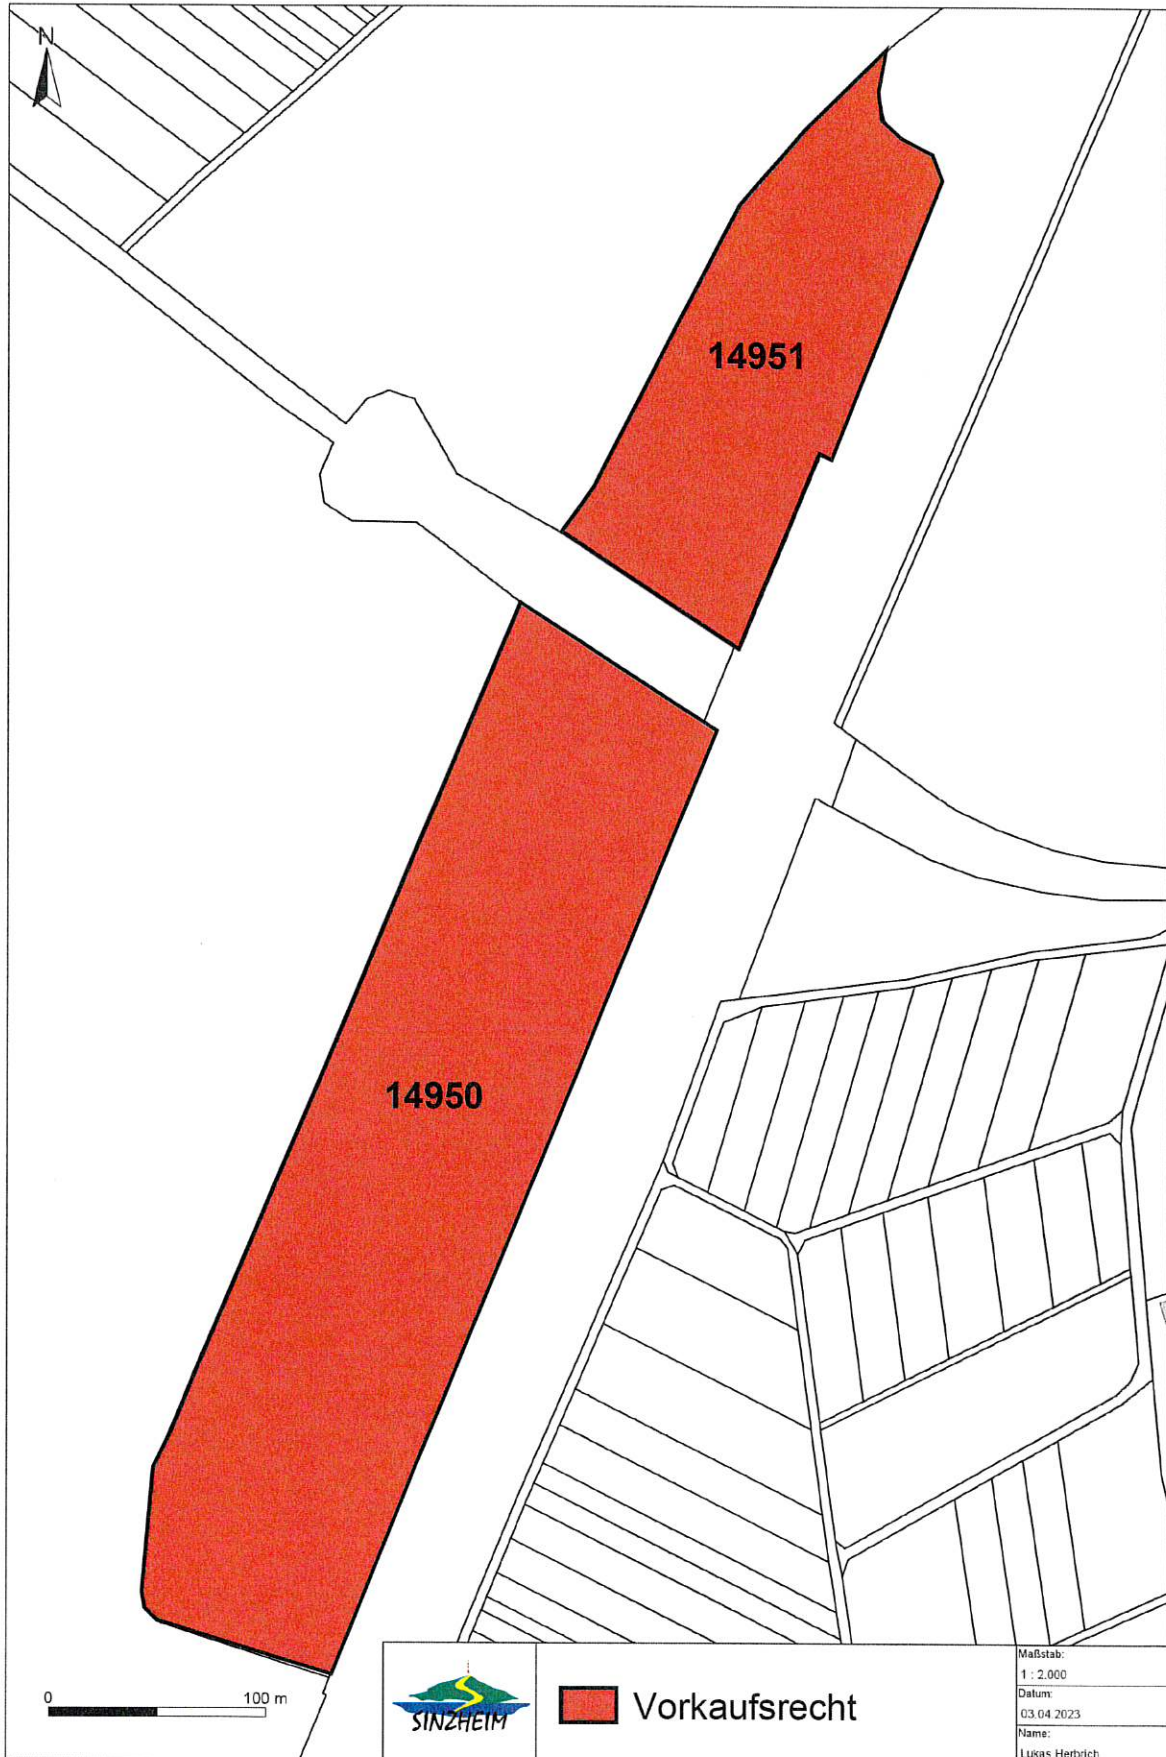 N
14951
14950
0 100 m
SINZHEIM
Vorkaufsrecht
Maßstab:
1 : 2.000
Datum:
03.04.2023
Name:
Lukas Herbrich